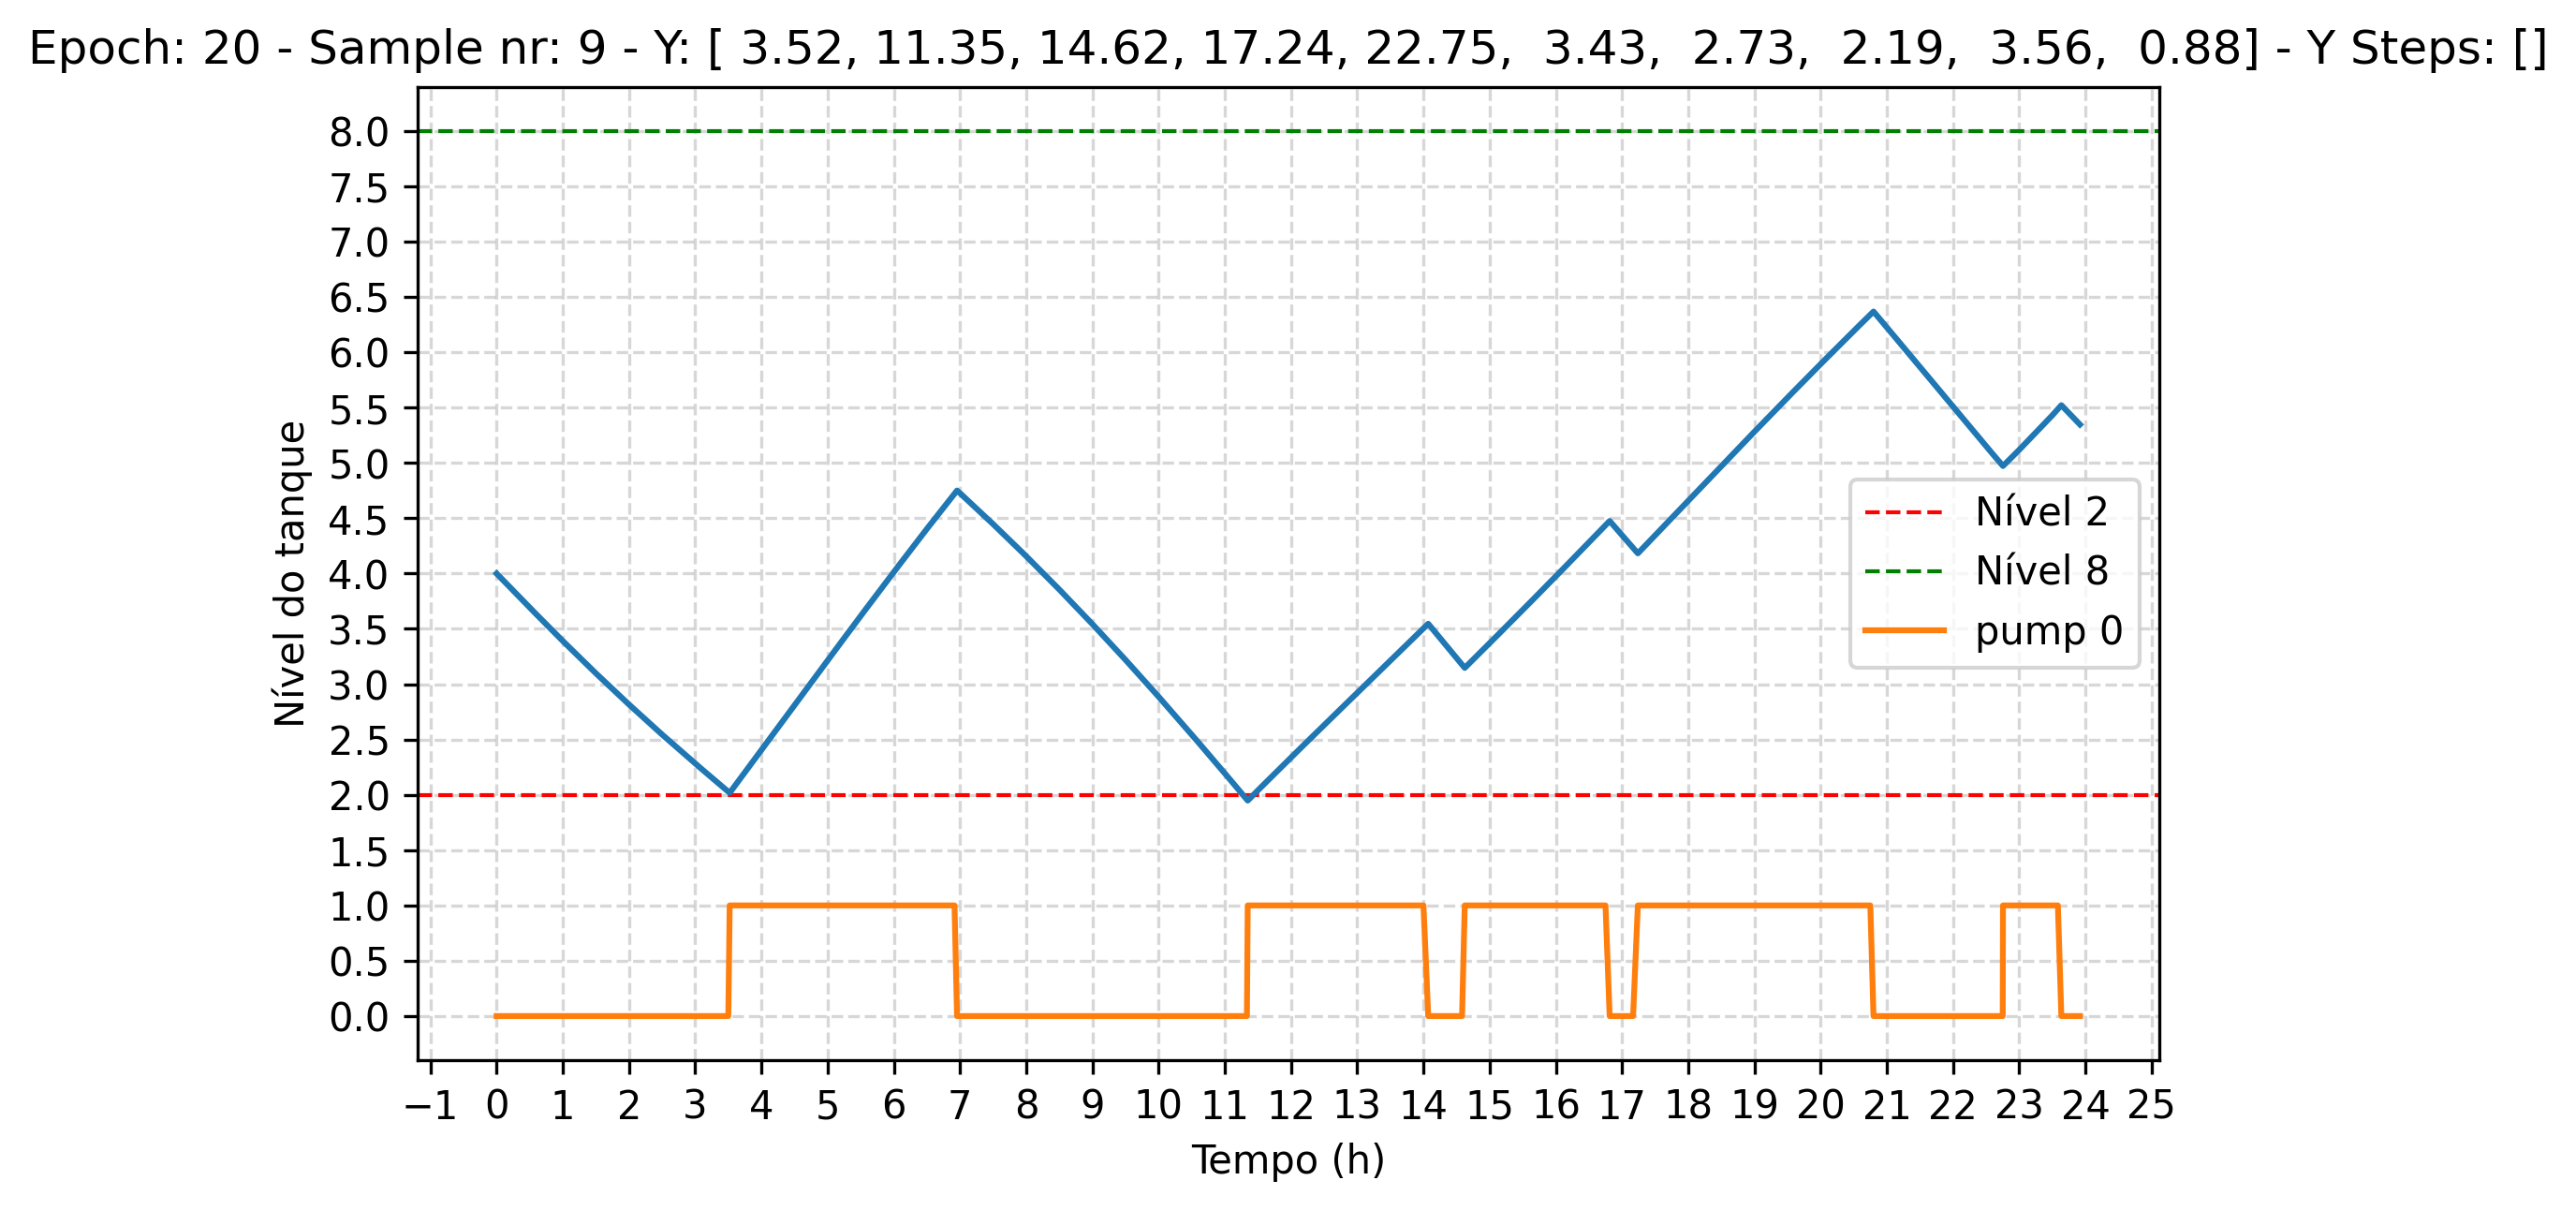 Epoch: 20 - Sample nr: 9 - Y: [ 3.52, 11.35, 14.62, 17.24, 22.75,  3.43,  2.73,  2.19,  3.56,  0.88] - Y Steps: []
8.0
7.5
7.0
6.5
6.0
5.5
5.0
4.5
4.0
3.5
3.0
2.5
2.0
1.5
1.0
0.5
0.0
Nível do tanque
Nível 2
Nível 8
pump 0
−1 0 1 2 3 4 5 6 7 8 9 10 11 12 13 14 15 16 17 18 19 20 21 22 23 24 25
Tempo (h)